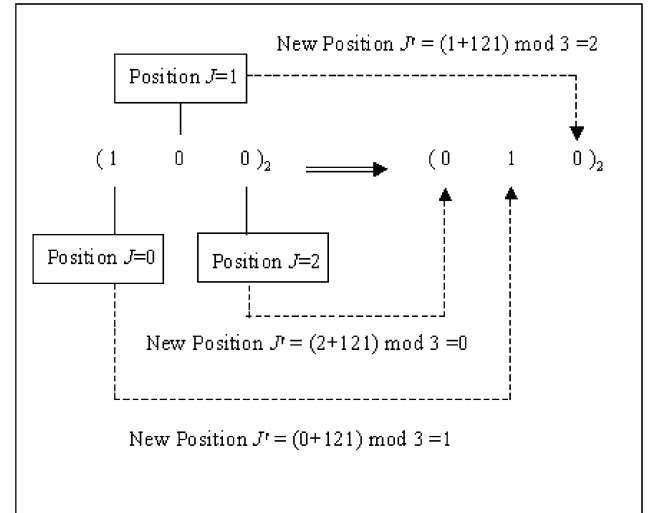 New Position J' = (1+121) mod 3 =2
Position J=1
( 1 0 0 )₂ ( 0 1 0 )₂
Position J=0
Position J=2
New Position J' = (2+121) mod 3 =0
New Position J' = (0+121) mod 3 =1